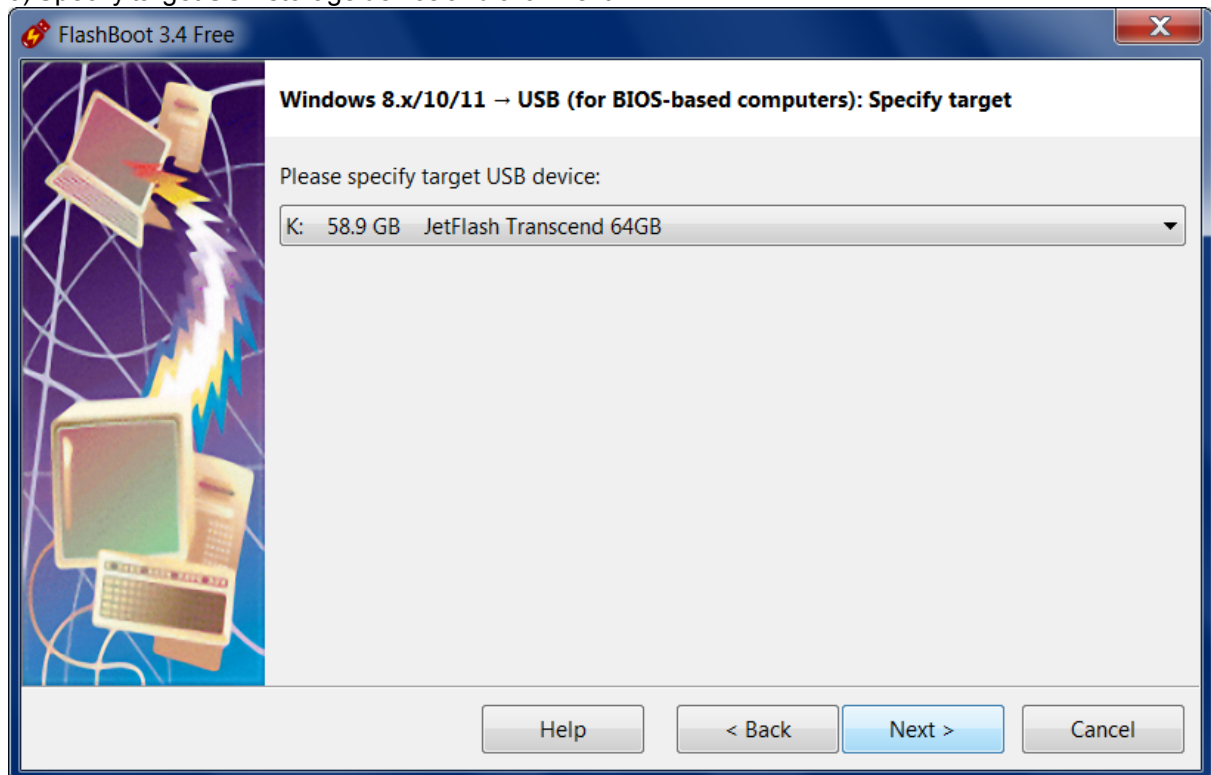 FlashBoot 3.4 Free
Windows 8.x/10/11 → USB (for BIOS-based computers): Specify target
Please specify target USB device:
K: 58.9 GB JetFlash Transcend 64GB
Help
< Back
Next >
Cancel